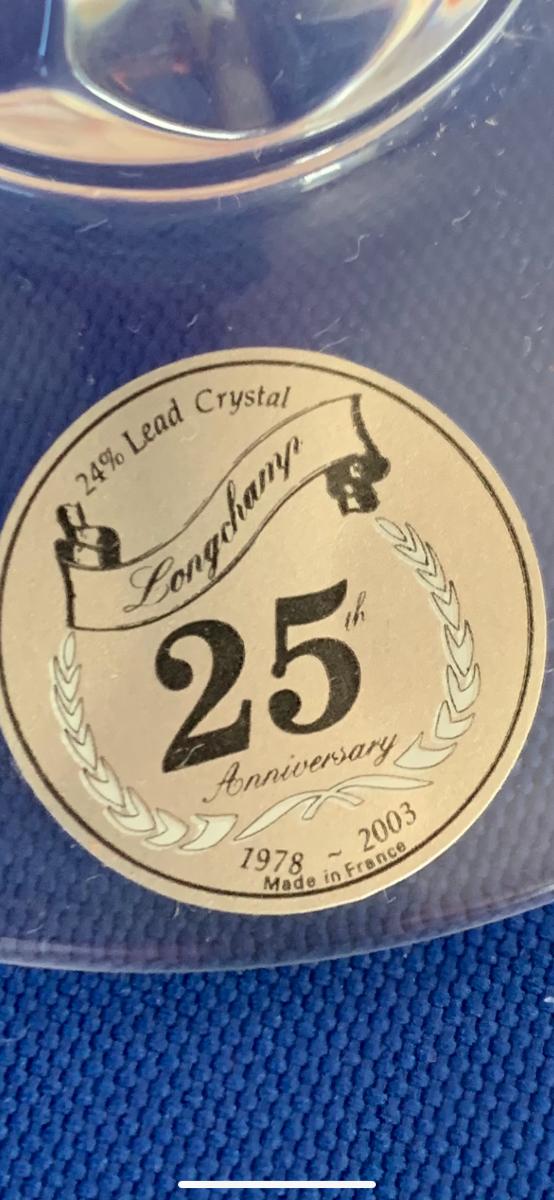 24% Lead Crystal
Longchamp
25th
Anniversary
1978 ~ 2003
Made in France